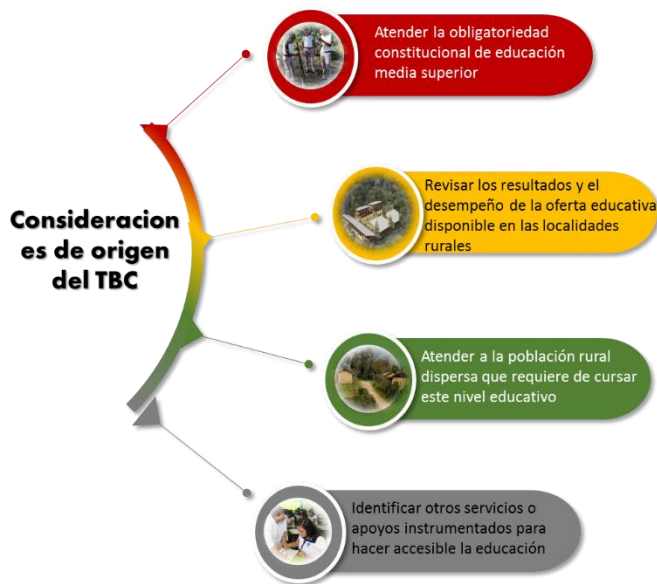 Atender la obligatoriedad
constitucional de educación
media superior
Consideracion
es de origen
del TBC
Revisar los resultados y el
desempeño de la oferta educativa
disponible en las localidades
rurales
Atender a la población rural
dispersa que requiere de cursar
este nivel educativo
Identificar otros servicios o
apoyos instrumentados para
hacer accesible la educación